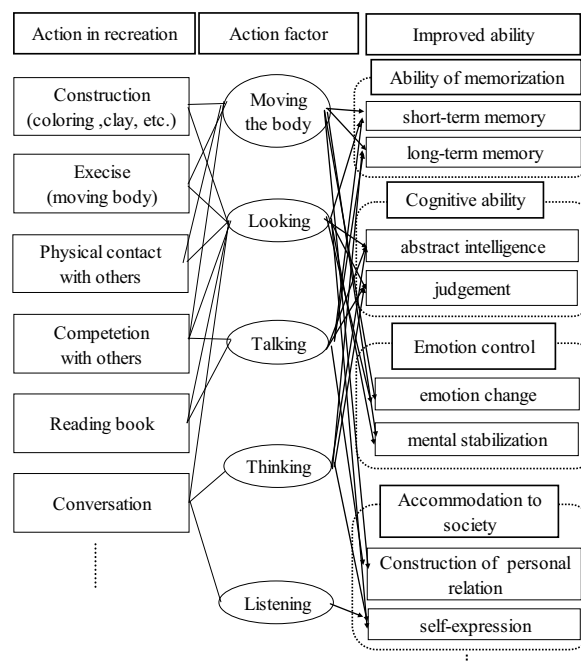 Action in recreation
Action factor
Improved ability
Construction
(coloring ,clay, etc.)
Execise
(moving body)
Physical contact
with others
Competetion
with others
Reading book
Conversation
Moving
the body
Looking
Talking
Thinking
Listening
Ability of memorization
short-term memory
long-term memory
Cognitive ability
abstract intelligence
judgement
Emotion control
emotion change
mental stabilization
Accommodation to
society
Construction of personal
relation
self-expression